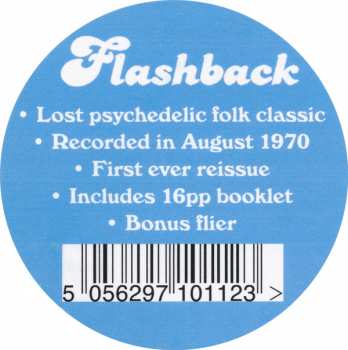 Flashback
• Lost psychedelic folk classic
• Recorded in August 1970
• First ever reissue
• Includes 16pp booklet
• Bonus flier
5 056297 101123 >